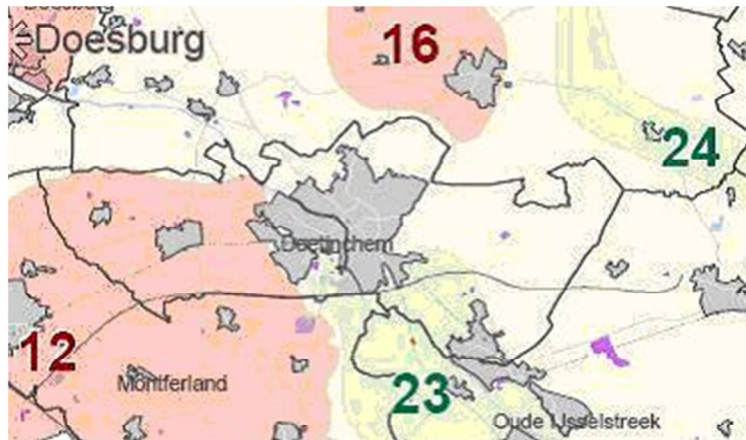 Doesburg
16
24
Doetinchem
12
Montferland
23
Oude IJsselstreek